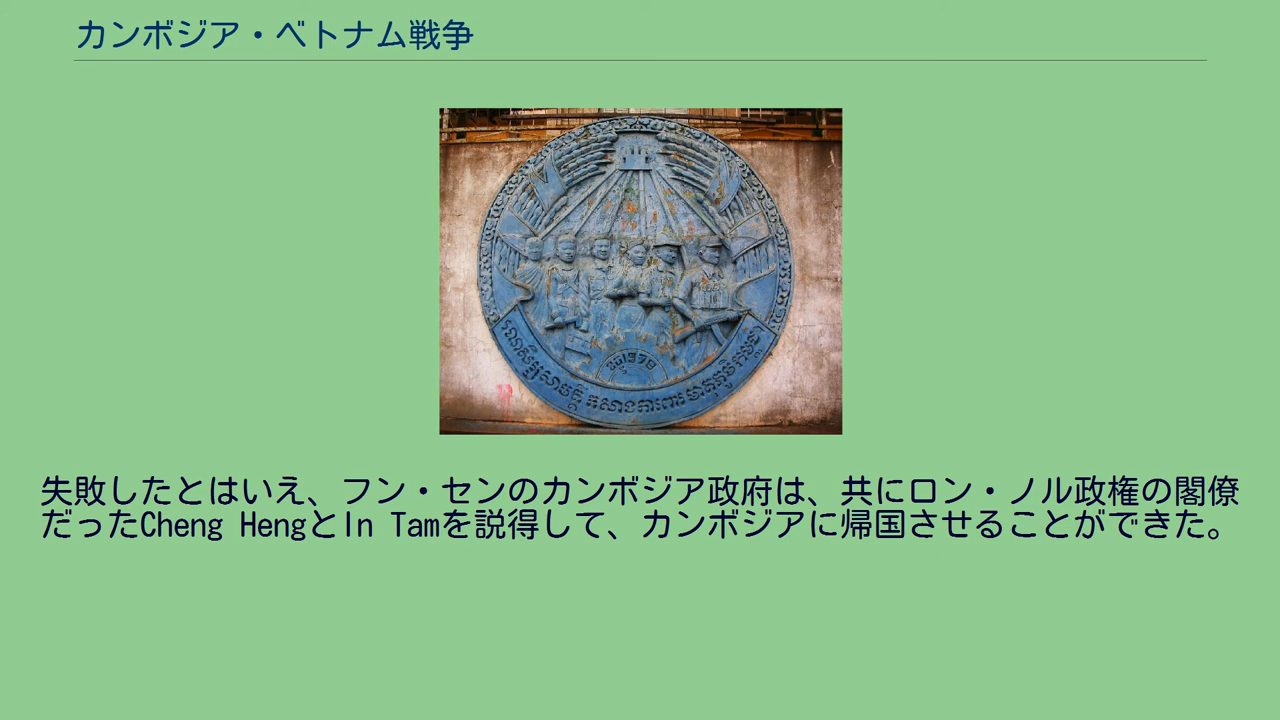 カンボジア・ベトナム戦争
失敗したとはいえ、フン・センのカンボジア政府は、共にロン・ノル政権の閣僚
だったCheng HengとIn Tamを説得して、カンボジアに帰国させることができた。